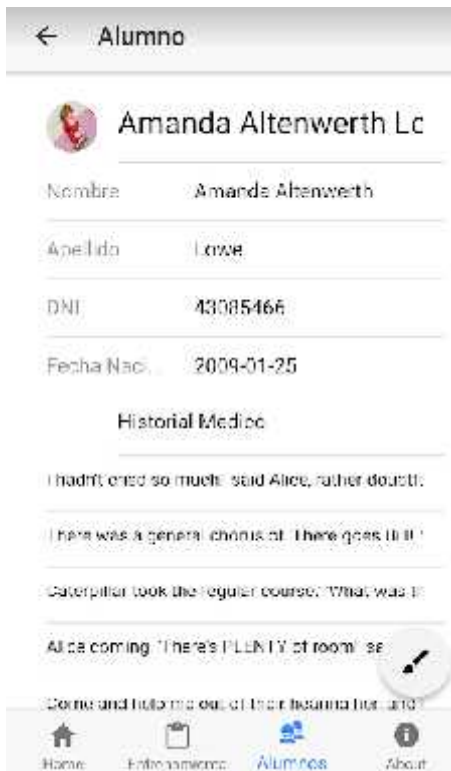 Alumno
Amanda Altenwerth Lc
Nombre Amanda Altenwerth
Apellido Lowe
DNI 43085466
Fecha Naci... 2009-01-25
Historial Medico
I hadn't cried so much!' said Alice, rather doubtf
There was a general chorus of 'There goes Bill!'
Caterpillar took the regular course.' 'What was t
Alice coming. 'There's PLENTY of room!' sa
Come and help me out of their hearing her, and
Home Entrenamiento Alumnos About